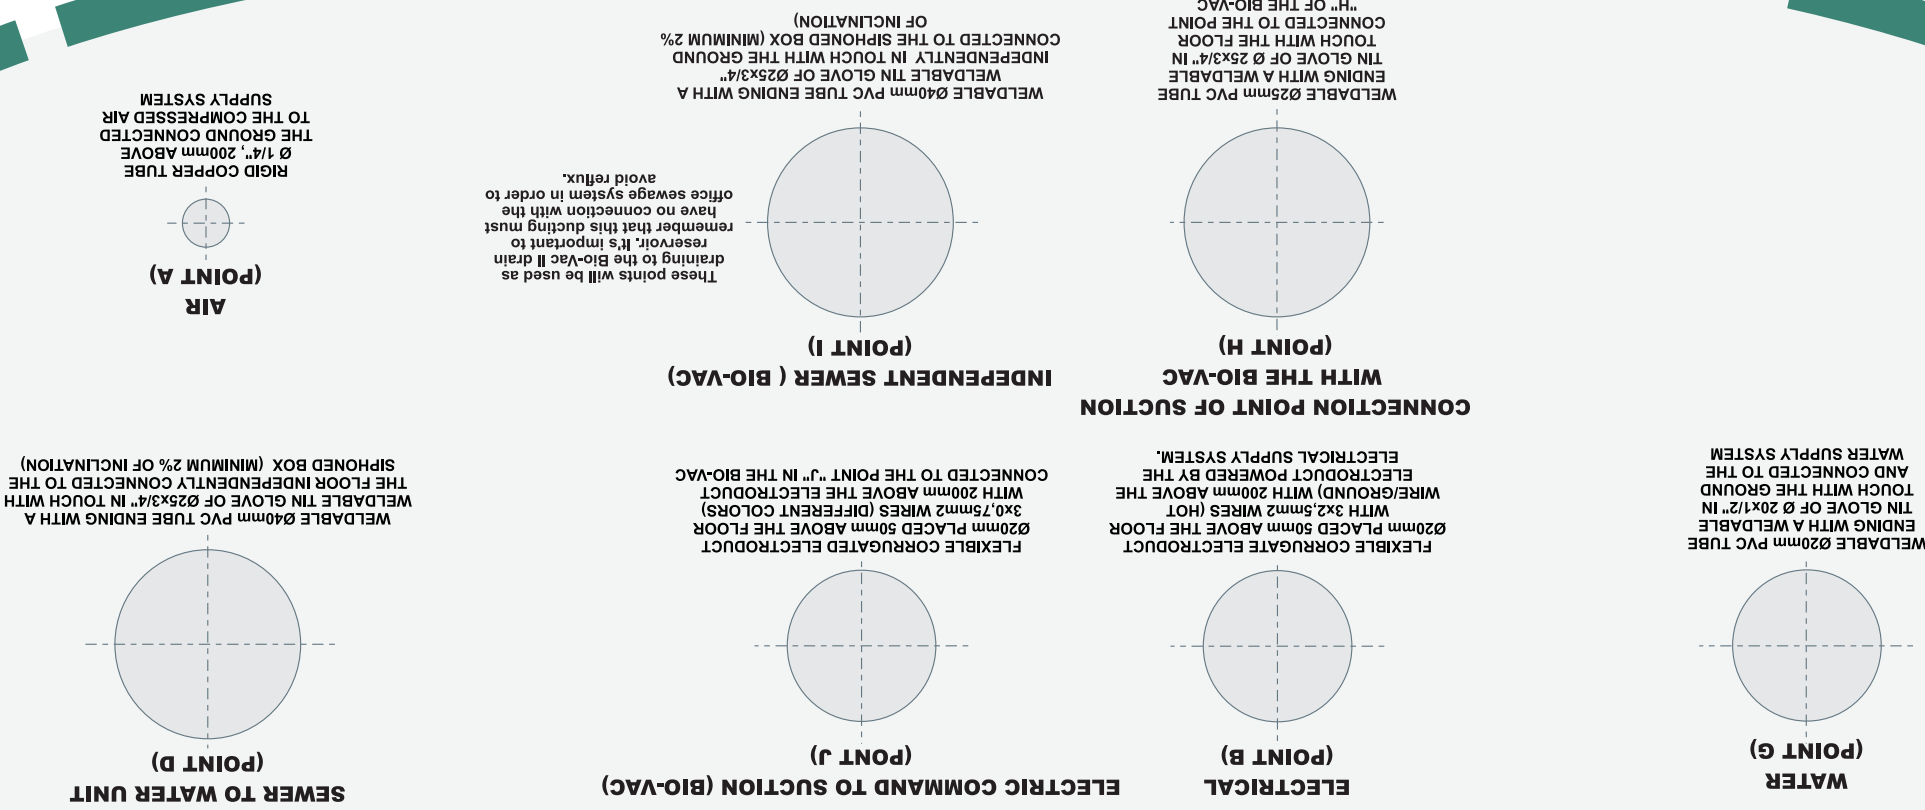 WATER
(POINT G)
WELDABLE Ø20mm PVC TUBE
ENDING WITH A WELDABLE
TIN GLOVE OF Ø 20x1/2" IN
TOUCH WITH THE GROUND
AND CONNECTED TO THE
WATER SUPPLY SYSTEM
ELECTRICAL
(POINT B)
FLEXIBLE CORRUGATE ELECTRODUCT
Ø20mm PLACED 50mm ABOVE THE FLOOR
WITH 3x2,5mm2 WIRES (HOT
WIRE/GROUND) WITH 200mm ABOVE THE
ELECTRODUCT POWERED BY THE
ELECTRICAL SUPPLY SYSTEM.
ELECTRIC COMMAND TO SUCTION (BIO-VAC)
(PONT J)
FLEXIBLE CORRUGATED ELECTRODUCT
Ø20mm PLACED 50mm ABOVE THE FLOOR
3x0,75mm2 WIRES (DIFFERENT COLORS)
WITH 200mm ABOVE THE ELECTRODUCT
CONNECTED TO THE POINT "J" IN THE BIO-VAC
SEWER TO WATER UNIT
(POINT D)
WELDABLE Ø40mm PVC TUBE ENDING WITH A
WELDABLE TIN GLOVE OF Ø25x3/4" IN TOUCH WITH
THE FLOOR INDEPENDENTLY CONNECTED TO THE
SIPHONED BOX (MINIMUM 2% OF INCLINATION)
CONNECTION POINT OF SUCTION
WITH THE BIO-VAC
(POINT H)
WELDABLE Ø25mm PVC TUBE
ENDING WITH A WELDABLE
TIN GLOVE OF Ø 25x3/4" IN
TOUCH WITH THE FLOOR
CONNECTED TO THE POINT
"H" OF THE BIO-VAC
INDEPENDENT SEWER ( BIO-VAC)
(POINT I)
WELDABLE Ø40mm PVC TUBE ENDING WITH A
WELDABLE TIN GLOVE OF Ø25x3/4"
INDEPENDENTLY IN TOUCH WITH THE GROUND
CONNECTED TO THE SIPHONED BOX (MINIMUM 2%
OF INCLINATION)
These points will be used as
draining to the Bio-Vac II drain
reservoir. It's important to
remember that this ducting must
have no connection with the
office sewage system in order to
avoid reflux.
AIR
(POINT A)
RIGID COPPER TUBE
Ø 1/4", 200mm ABOVE
THE GROUND CONNECTED
TO THE COMPRESSED AIR
SUPPLY SYSTEM